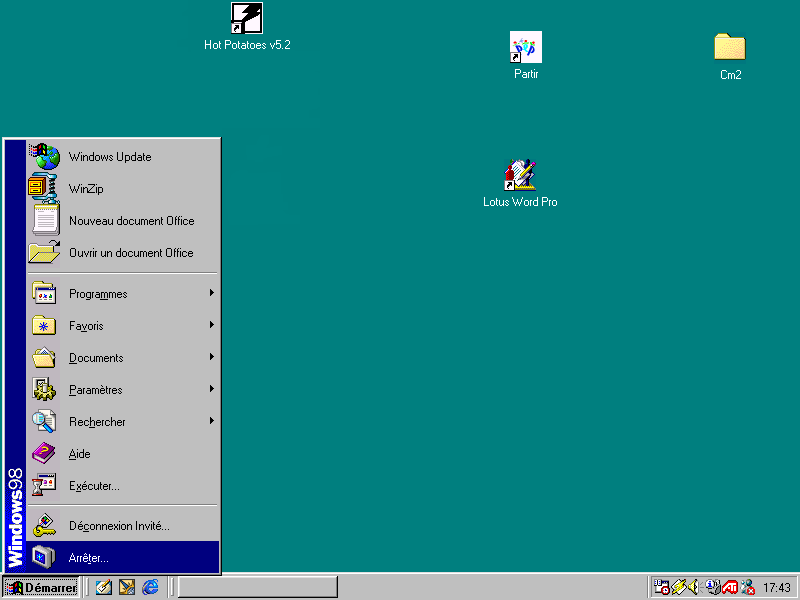 Hot Potatoes v5.2
Partir
Cm2
Lotus Word Pro
Windows Update
WinZip
Nouveau document Office
Ouvrir un document Office
Programmes
Favoris
Documents
Paramètres
Rechercher
Aide
Exécuter...
Déconnexion Invité...
Arrêter...
Windows98
Démarrer
17:43